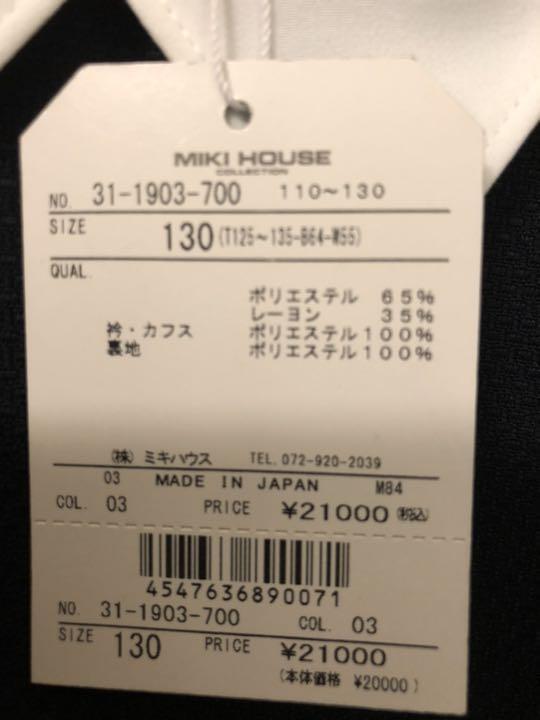 MIKI HOUSE
COLLECTION
NO. 31-1903-700 110~130
SIZE 130(T125~135-B64-W55)
QUAL.
ポリエステル 65%
レーヨン 35%
衿・カフス ポリエステル100%
裏地 ポリエステル100%
(株) ミキハウス TEL. 072-920-2039
03 MADE IN JAPAN M84
COL. 03 PRICE ¥21000 (税込)
4547636890071
NO. 31-1903-700 COL. 03
SIZE 130 PRICE ¥21000
(本体価格 ¥20000)